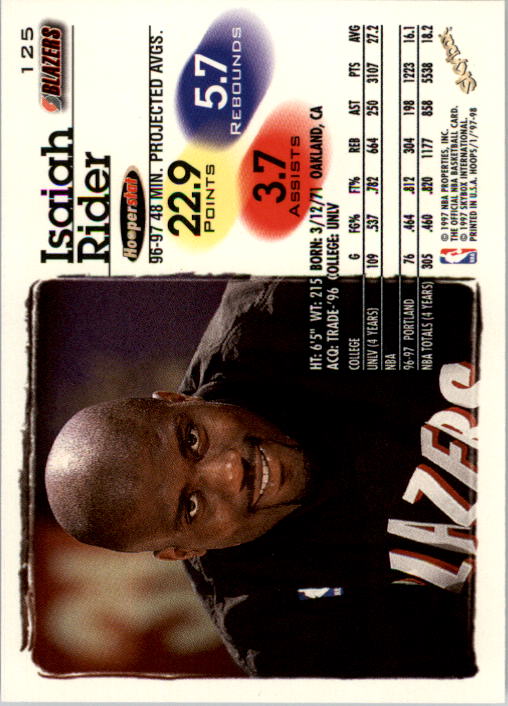 125
BLAZERS
Isaiah
Rider
Hooperstat
96-97 48 MIN. PROJECTED AVGS.
22.9
POINTS
5.7
REBOUNDS
3.7
ASSISTS
HT: 6'5" WT: 215 BORN: 3/12/71 OAKLAND, CA
ACQ: TRADE-'96 COLLEGE: UNLV
COLLEGE G FG% FT% REB AST PTS AVG
UNLV (4 YEARS) 109 .537 .782 664 250 3107 27.2
NBA
96-97 PORTLAND 76 .464 .812 304 198 1223 16.1
NBA TOTALS (4 YEARS) 305 .460 .820 1177 858 5538 18.2
© 1997 NBA PROPERTIES, INC.
THE OFFICIAL NBA BASKETBALL CARD.
© 1997 SKYBOX INTERNATIONAL.
PRINTED IN U.S.A. HOOPS/1/'97-98
NBA
SKYBOX
LAZERS